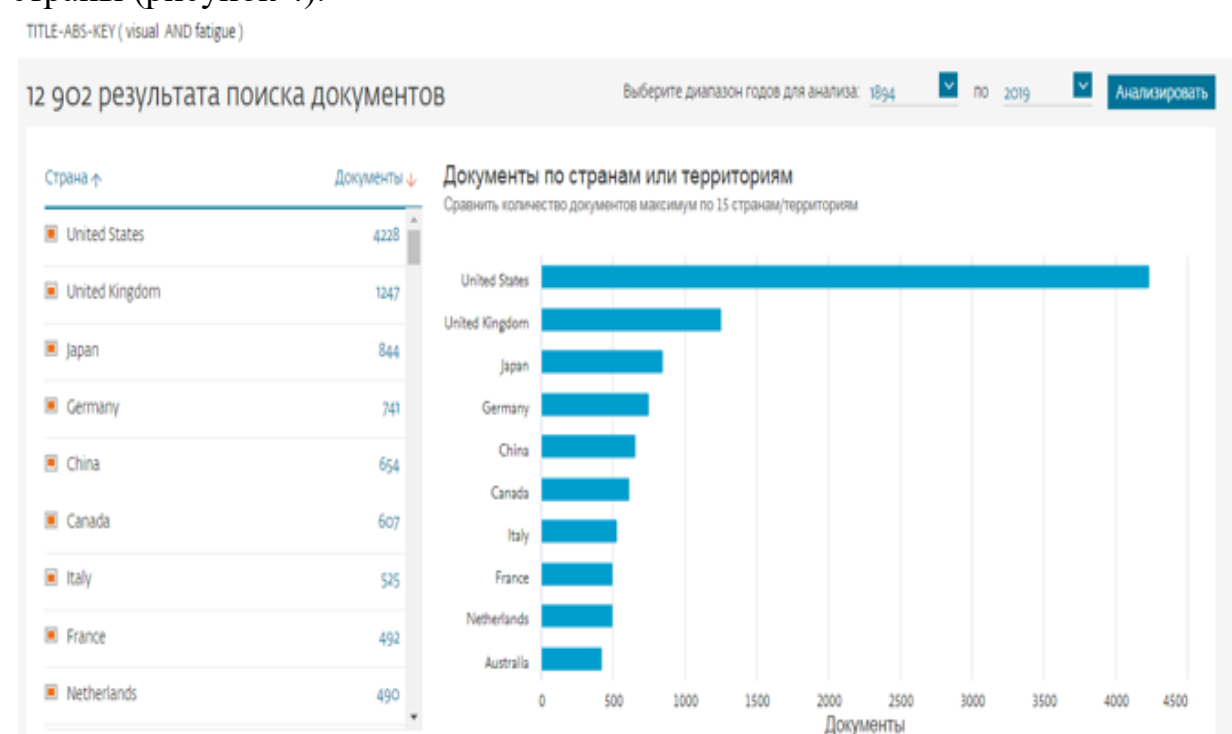 страны (рисунок 4).
TITLE-ABS-KEY ( visual AND fatigue )
12 902 результата поиска документов
Выберите диапазон годов для анализа: 1894 по 2019 Анализировать
Страна Документы
United States 4228
United Kingdom 1247
Japan 844
Germany 741
China 654
Canada 607
Italy 525
France 492
Netherlands 490
Документы по странам или территориям
Сравнить количество документов максимум по 15 странам/территориям
United States
United Kingdom
Japan
Germany
China
Canada
Italy
France
Netherlands
Australia
0 500 1000 1500 2000 2500 3000 3500 4000 4500
Документы